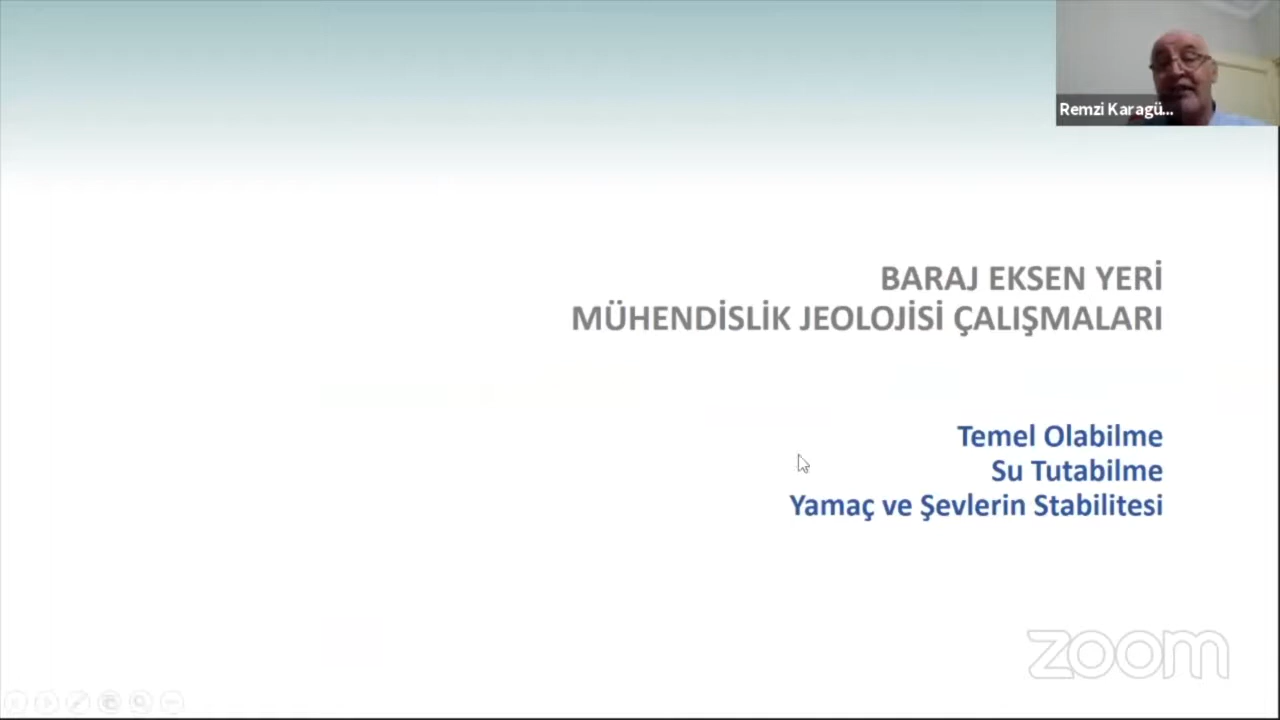 Remzi Karagü...
BARAJ EKSEN YERİ
MÜHENDİSLİK JEOLOJİSİ ÇALIŞMALARI
Temel Olabilme
Su Tutabilme
Yamaç ve Şevlerin Stabilitesi
zoom